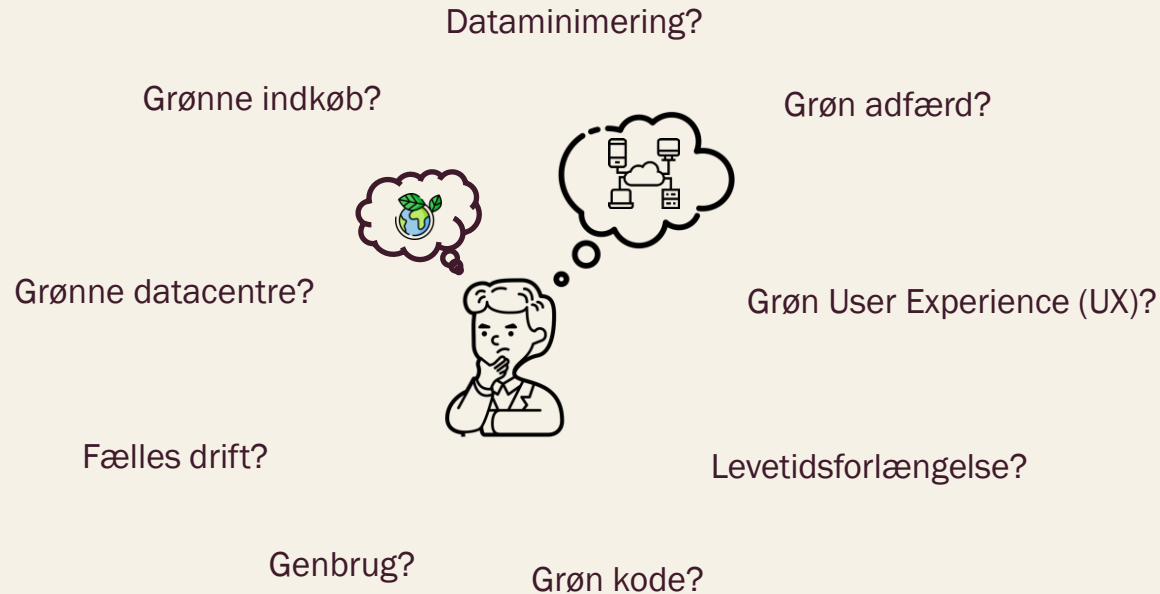 Dataminimering?
Grønne indkøb?
Grøn adfærd?
Grønne datacentre?
Grøn User Experience (UX)?
Fælles drift?
Levetidsforlængelse?
Genbrug?
Grøn kode?